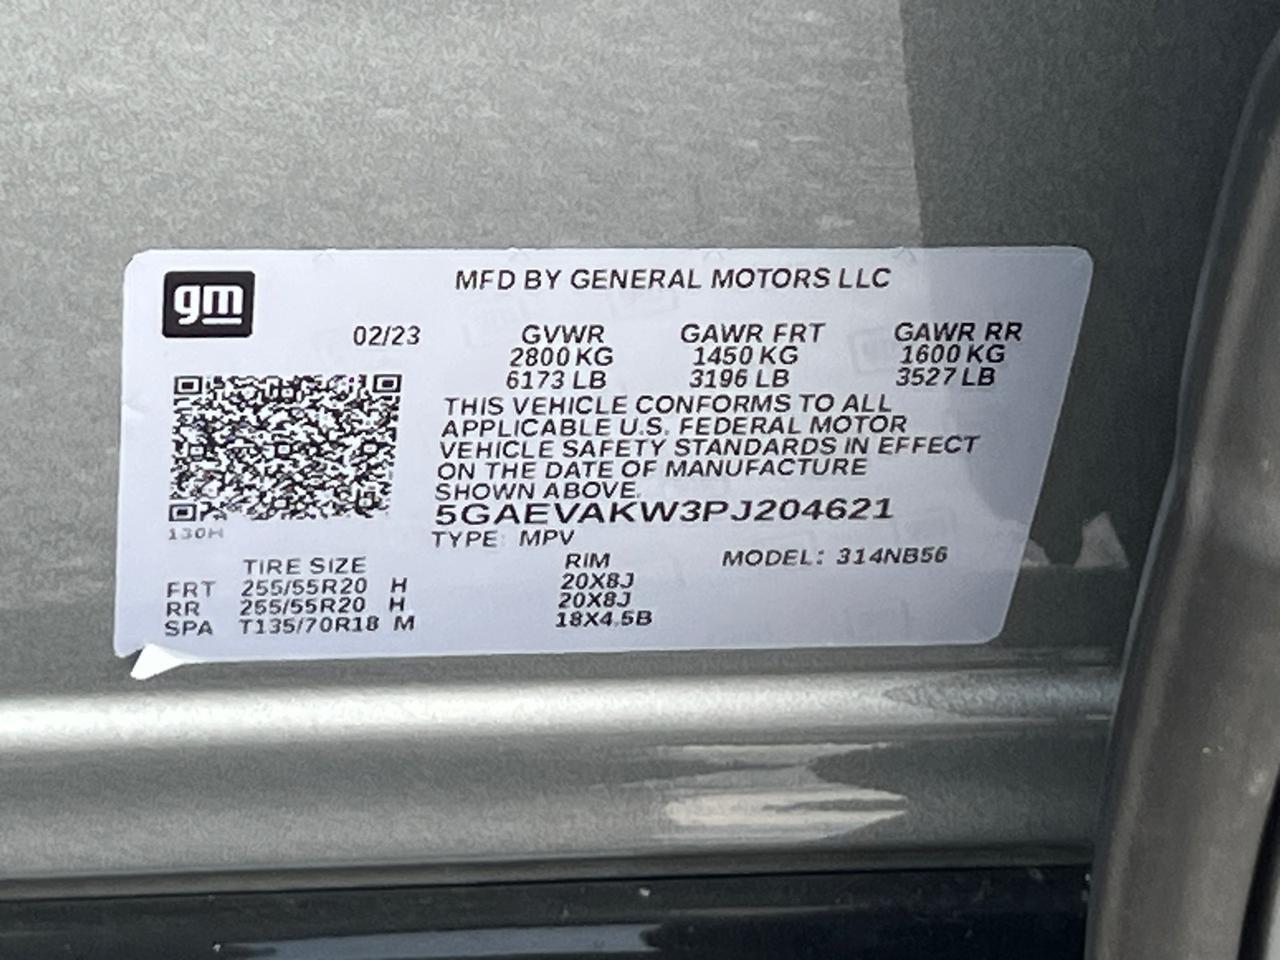 gm
MFD BY GENERAL MOTORS LLC
02/23 GVWR GAWR FRT GAWR RR
2800 KG 1450 KG 1600 KG
6173 LB 3196 LB 3527 LB
THIS VEHICLE CONFORMS TO ALL
APPLICABLE U.S. FEDERAL MOTOR
VEHICLE SAFETY STANDARDS IN EFFECT
ON THE DATE OF MANUFACTURE
SHOWN ABOVE.
5GAEVAKW3PJ204621
130H
TYPE: MPV
TIRE SIZE RIM MODEL: 314NB56
FRT 255/55R20 H 20X8J
RR 255/55R20 H 20X8J
SPA T135/70R18 M 18X4.5B